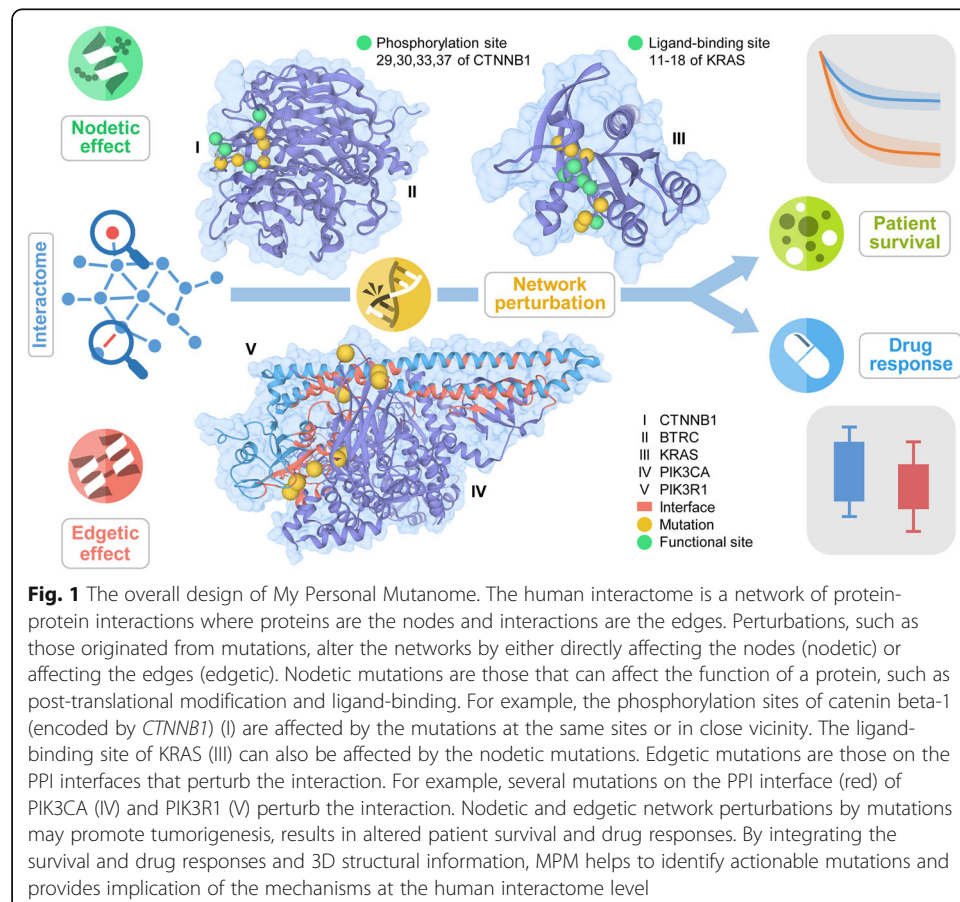 Nodetic
effect
Phosphorylation site
29,30,33,37 of CTNNB1
Ligand-binding site
11-18 of KRAS
I
II
III
Interactome
Network
perturbation
Patient
survival
Drug
response
V
IV
Edgetic
effect
I CTNNB1
II BTRC
III KRAS
IV PIK3CA
V PIK3R1
Interface
Mutation
Functional site
Fig. 1 The overall design of My Personal Mutanome. The human interactome is a network of protein-
protein interactions where proteins are the nodes and interactions are the edges. Perturbations, such as
those originated from mutations, alter the networks by either directly affecting the nodes (nodetic) or
affecting the edges (edgetic). Nodetic mutations are those that can affect the function of a protein, such as
post-translational modification and ligand-binding. For example, the phosphorylation sites of catenin beta-1
(encoded by CTNNB1) (I) are affected by the mutations at the same sites or in close vicinity. The ligand-
binding site of KRAS (III) can also be affected by the nodetic mutations. Edgetic mutations are those on the
PPI interfaces that perturb the interaction. For example, several mutations on the PPI interface (red) of
PIK3CA (IV) and PIK3R1 (V) perturb the interaction. Nodetic and edgetic network perturbations by mutations
may promote tumorigenesis, results in altered patient survival and drug responses. By integrating the
survival and drug responses and 3D structural information, MPM helps to identify actionable mutations and
provides implication of the mechanisms at the human interactome level